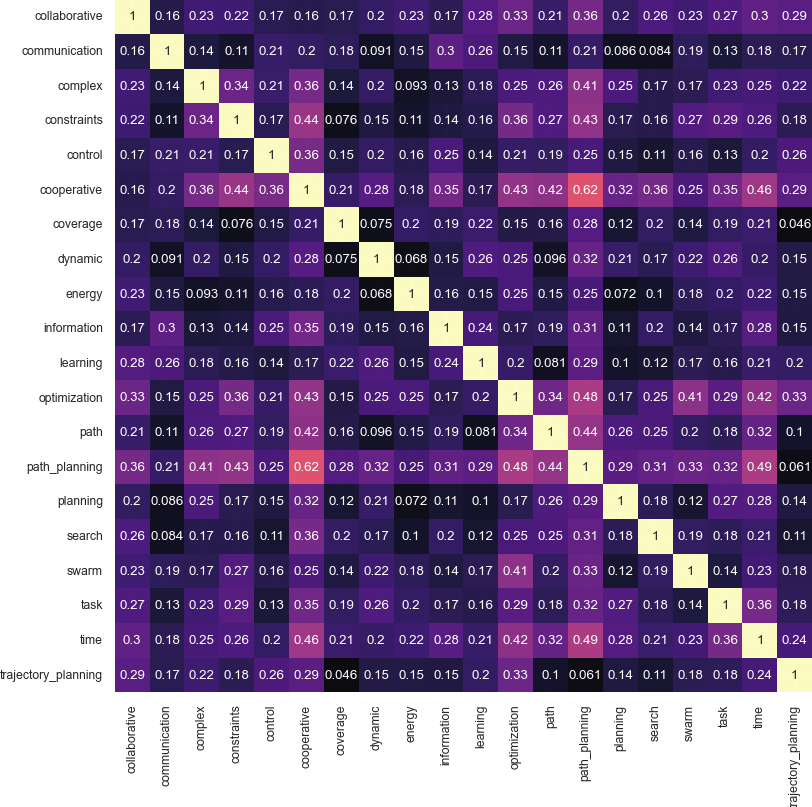 collaborative 1 0.16 0.23 0.22 0.17 0.16 0.17 0.2 0.23 0.17 0.28 0.33 0.21 0.36 0.2 0.26 0.23 0.27 0.3 0.29
communication 0.16 1 0.14 0.11 0.21 0.2 0.18 0.091 0.15 0.3 0.26 0.15 0.11 0.21 0.086 0.084 0.19 0.13 0.18 0.17
complex 0.23 0.14 1 0.34 0.21 0.36 0.14 0.2 0.093 0.13 0.18 0.25 0.26 0.41 0.25 0.17 0.17 0.23 0.25 0.22
constraints 0.22 0.11 0.34 1 0.17 0.44 0.076 0.15 0.11 0.14 0.16 0.36 0.27 0.43 0.17 0.16 0.27 0.29 0.26 0.18
control 0.17 0.21 0.21 0.17 1 0.36 0.15 0.2 0.16 0.25 0.14 0.21 0.19 0.25 0.15 0.11 0.16 0.13 0.2 0.26
cooperative 0.16 0.2 0.36 0.44 0.36 1 0.21 0.28 0.18 0.35 0.17 0.43 0.42 0.62 0.32 0.36 0.25 0.35 0.46 0.29
coverage 0.17 0.18 0.14 0.076 0.15 0.21 1 0.075 0.2 0.19 0.22 0.15 0.16 0.28 0.12 0.2 0.14 0.19 0.21 0.046
dynamic 0.2 0.091 0.2 0.15 0.2 0.28 0.075 1 0.068 0.15 0.26 0.25 0.096 0.32 0.21 0.17 0.22 0.26 0.2 0.15
energy 0.23 0.15 0.093 0.11 0.16 0.18 0.2 0.068 1 0.16 0.15 0.25 0.15 0.25 0.072 0.1 0.18 0.2 0.22 0.15
information 0.17 0.3 0.13 0.14 0.25 0.35 0.19 0.15 0.16 1 0.24 0.17 0.19 0.31 0.11 0.2 0.14 0.17 0.28 0.15
learning 0.28 0.26 0.18 0.16 0.14 0.17 0.22 0.26 0.15 0.24 1 0.2 0.081 0.29 0.1 0.12 0.17 0.16 0.21 0.2
optimization 0.33 0.15 0.25 0.36 0.21 0.43 0.15 0.25 0.25 0.17 0.2 1 0.34 0.48 0.17 0.25 0.41 0.29 0.42 0.33
path 0.21 0.11 0.26 0.27 0.19 0.42 0.16 0.096 0.15 0.19 0.081 0.34 1 0.44 0.26 0.25 0.2 0.18 0.32 0.1
path_planning 0.36 0.21 0.41 0.43 0.25 0.62 0.28 0.32 0.25 0.31 0.29 0.48 0.44 1 0.29 0.31 0.33 0.32 0.49 0.061
planning 0.2 0.086 0.25 0.17 0.15 0.32 0.12 0.21 0.072 0.11 0.1 0.17 0.26 0.29 1 0.18 0.12 0.27 0.28 0.14
search 0.26 0.084 0.17 0.16 0.11 0.36 0.2 0.17 0.1 0.2 0.12 0.25 0.25 0.31 0.18 1 0.19 0.18 0.21 0.11
swarm 0.23 0.19 0.17 0.27 0.16 0.25 0.14 0.22 0.18 0.14 0.17 0.41 0.2 0.33 0.12 0.19 1 0.14 0.23 0.18
task 0.27 0.13 0.23 0.29 0.13 0.35 0.19 0.26 0.2 0.17 0.16 0.29 0.18 0.32 0.27 0.18 0.14 1 0.36 0.18
time 0.3 0.18 0.25 0.26 0.2 0.46 0.21 0.2 0.22 0.28 0.21 0.42 0.32 0.49 0.28 0.21 0.23 0.36 1 0.24
trajectory_planning 0.29 0.17 0.22 0.18 0.26 0.29 0.046 0.15 0.15 0.15 0.2 0.33 0.1 0.061 0.14 0.11 0.18 0.18 0.24 1
collaborative
communication
complex
constraints
control
cooperative
coverage
dynamic
energy
information
learning
optimization
path
path_planning
planning
search
swarm
task
time
rajectory_planning